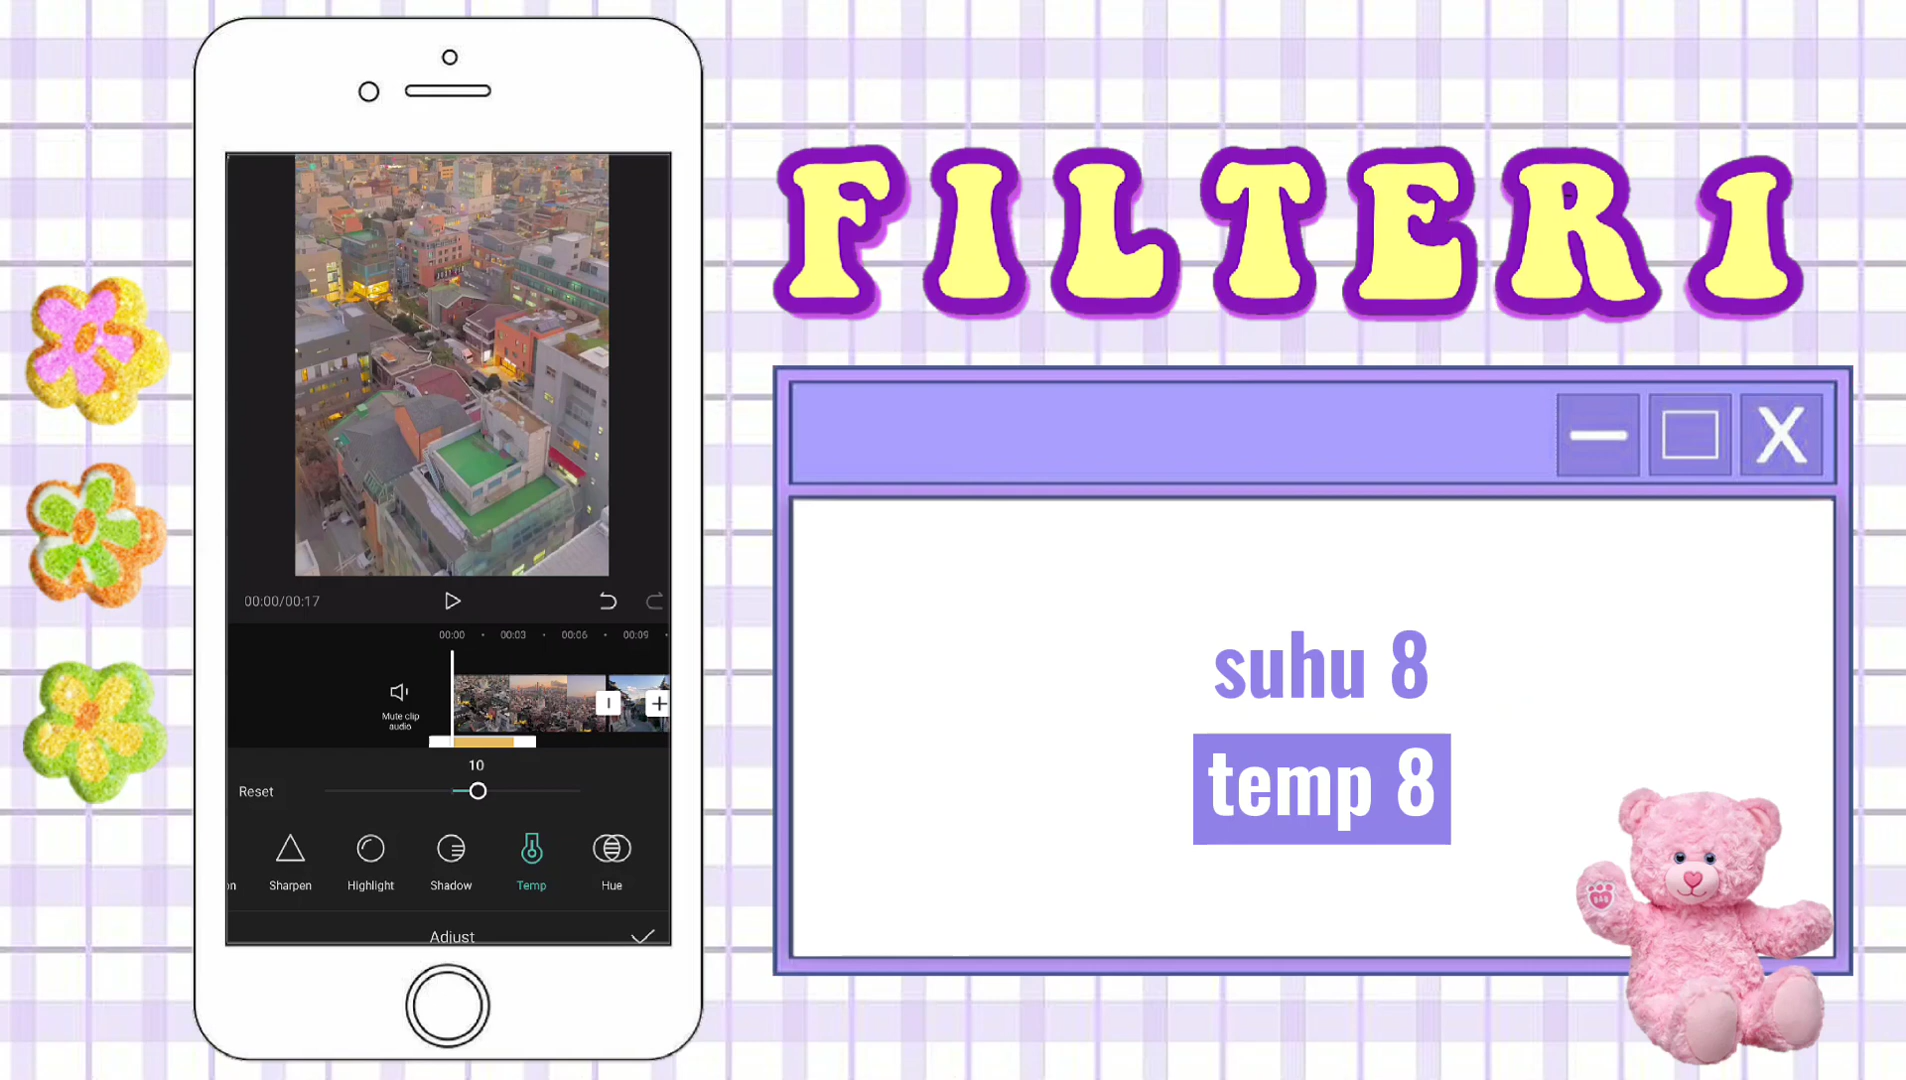 FILTER 1
00:00/00:17
00:00 00:03 00:06 00:09
Mute clip
audio
10
Reset
on Sharpen Highlight Shadow Temp Hue
Adjust
X
suhu 8
temp 8